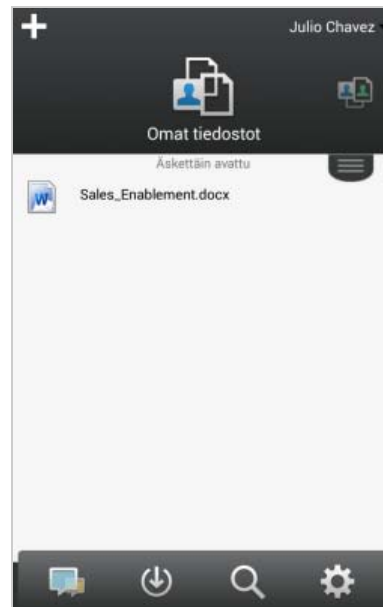 Julio Chavez
Omat tiedostot
Äskettäin avattu
Sales_Enablement.docx